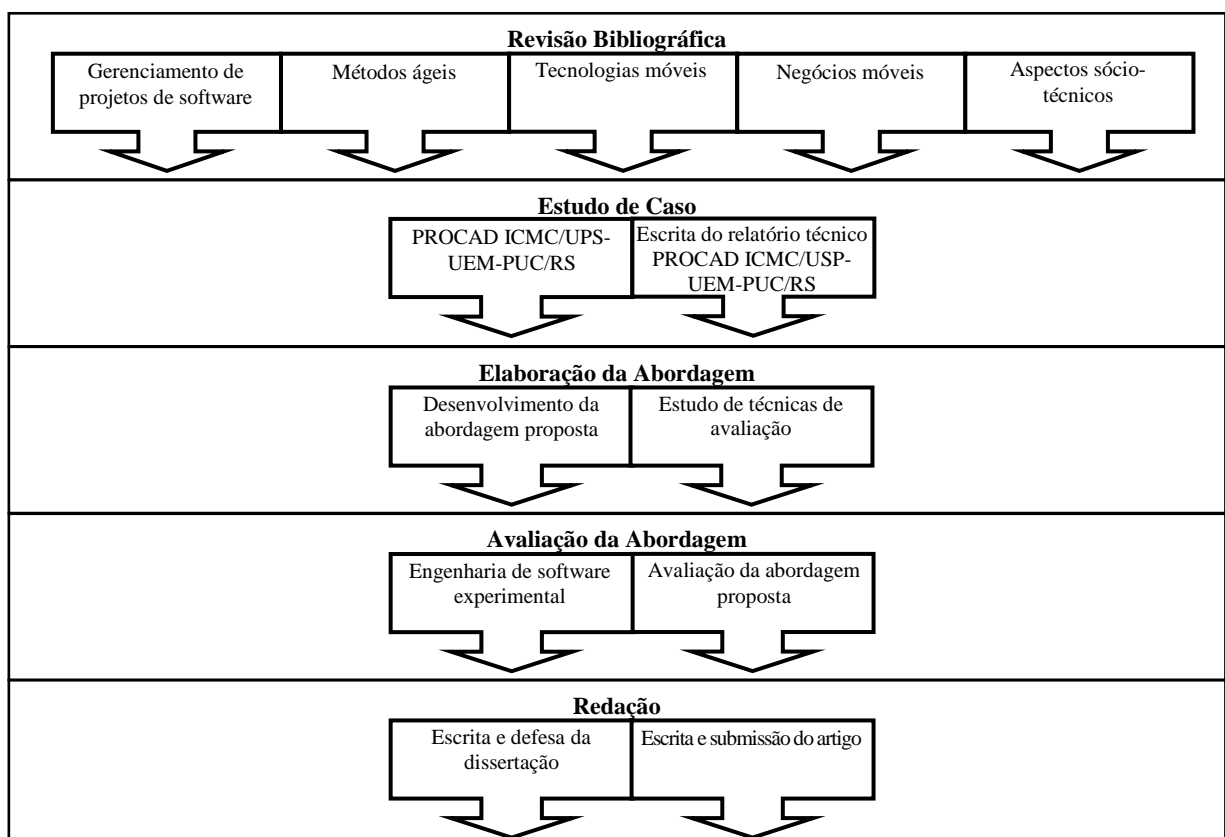 Revisão Bibliográfica
Gerenciamento de
projetos de software
Métodos ágeis
Tecnologias móveis
Negócios móveis
Aspectos sócio-
técnicos
Estudo de Caso
PROCAD ICMC/UPS-
UEM-PUC/RS
Escrita do relatório técnico
PROCAD ICMC/USP-
UEM-PUC/RS
Elaboração da Abordagem
Desenvolvimento da
abordagem proposta
Estudo de técnicas de
avaliação
Avaliação da Abordagem
Engenharia de software
experimental
Avaliação da abordagem
proposta
Redação
Escrita e defesa da
dissertação
Escrita e submissão do artigo